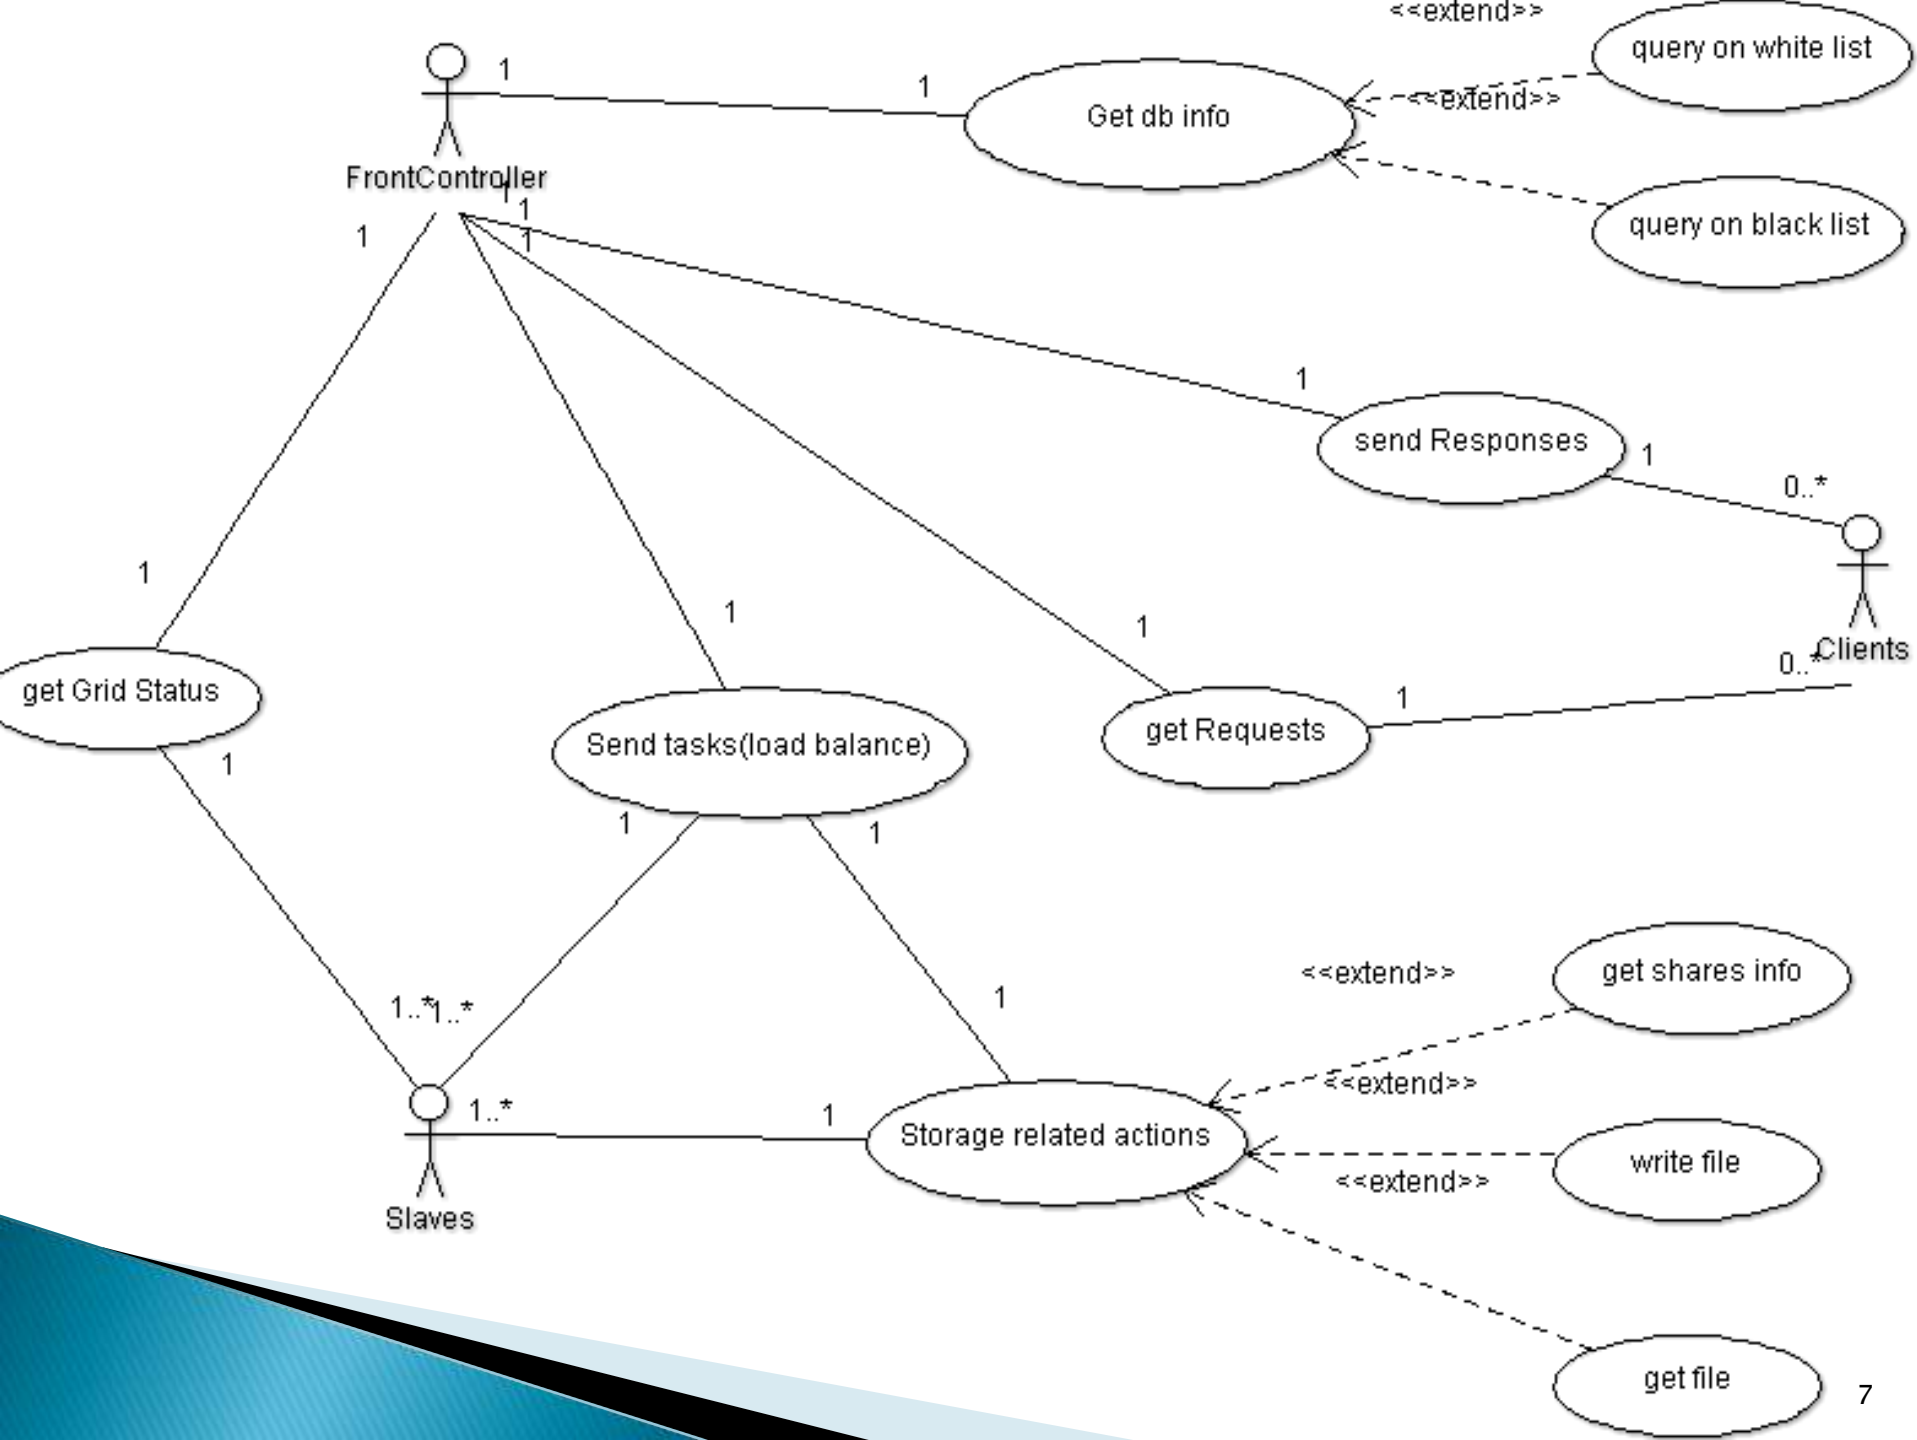 <<extend>>
query on white list
1
1
Get db info
<<extend>>
FrontController
1
1
1
1
query on black list
1
send Responses
1
0..*
1
1
1
Clients
0..*
get Grid Status
1
get Requests
Send tasks(load balance)
1
1
1
get shares info
<<extend>>
1
1..*
1..*
<<extend>>
1..*
1
Storage related actions
write file
<<extend>>
Slaves
get file
7